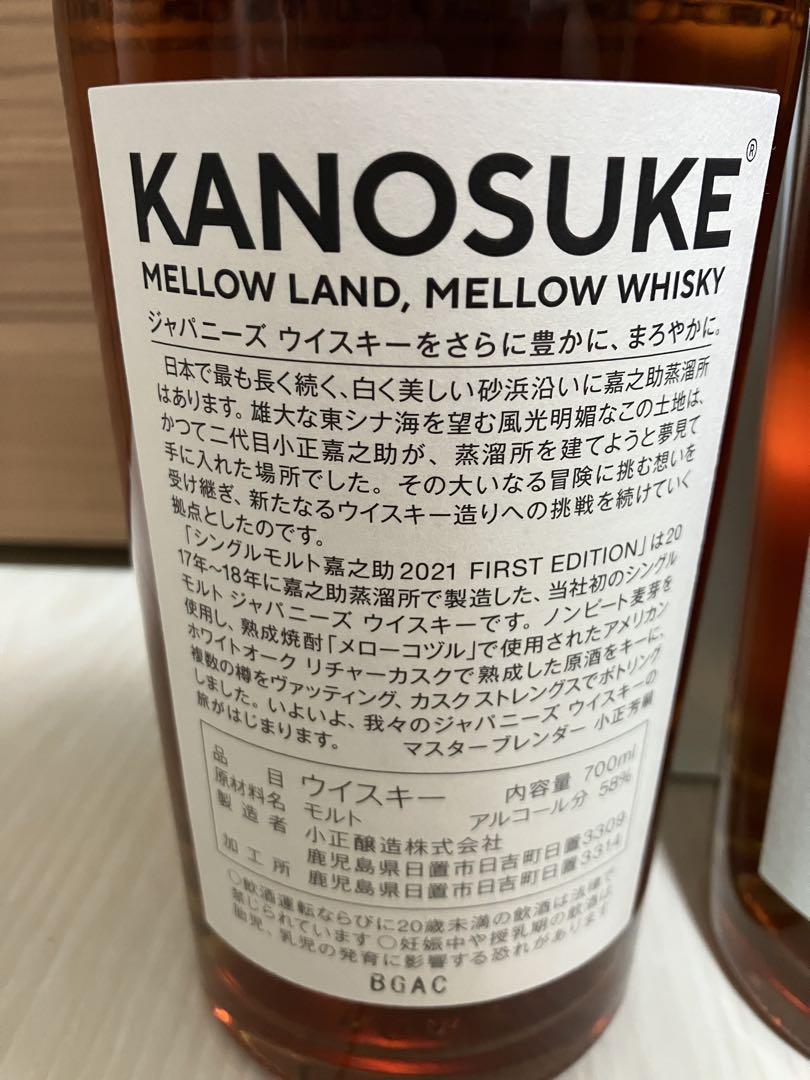 KANOSUKE®
MELLOW LAND, MELLOW WHISKY
ジャパニーズ ウイスキーをさらに豊かに、まろやかに。
日本で最も長く続く、白く美しい砂浜沿いに嘉之助蒸溜所
はあります。雄大な東シナ海を望む風光明媚なこの土地は、
かつて二代目小正嘉之助が、蒸溜所を建てようと夢見て
手に入れた場所でした。その大いなる冒険に挑む想いを
受け継ぎ、新たなるウイスキー造りへの挑戦を続けていく
拠点としたのです。
「シングルモルト嘉之助 2021 FIRST EDITION」は20
17年〜18年に嘉之助蒸溜所で製造した、当社初のシングル
モルト ジャパニーズ ウイスキーです。ノンピート麦芽を
使用し、熟成焼酎「メローコヅル」で使用されたアメリカン
ホワイトオーク リチャーカスクで熟成した原酒をキーに、
複数の樽をヴァッティング、カスクストレングスでボトリング
しました。いよいよ、我々のジャパニーズ ウイスキーの
旅がはじまります。 マスターブレンダー 小正芳嗣
品目 ウイスキー 内容量 700ml
原材料名 モルト アルコール分 58%
製造者 小正醸造株式会社
鹿児島県日置市日吉町日置3309
加工所 鹿児島県日置市日吉町日置3314
○飲酒運転ならびに20歳未満の飲酒は法律で
禁じられています ○妊娠中や授乳期の飲酒は、
胎児、乳児の発育に影響する恐れがあります
BGAC